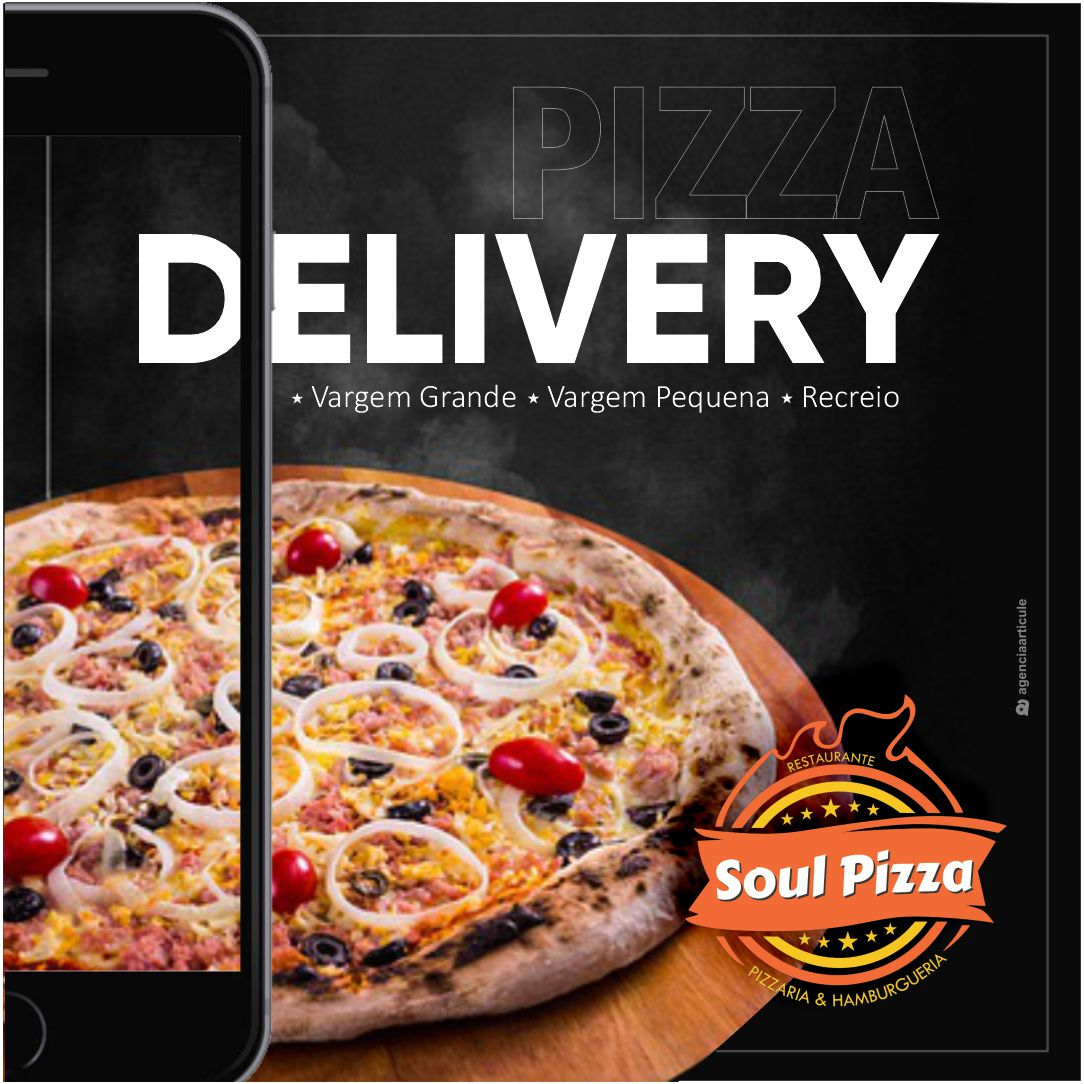 PIZZA
DELIVERY
★ Vargem Grande ★ Vargem Pequena ★ Recreio
agenciaarticule
RESTAURANTE
Soul Pizza
PIZZARIA & HAMBURGUERIA